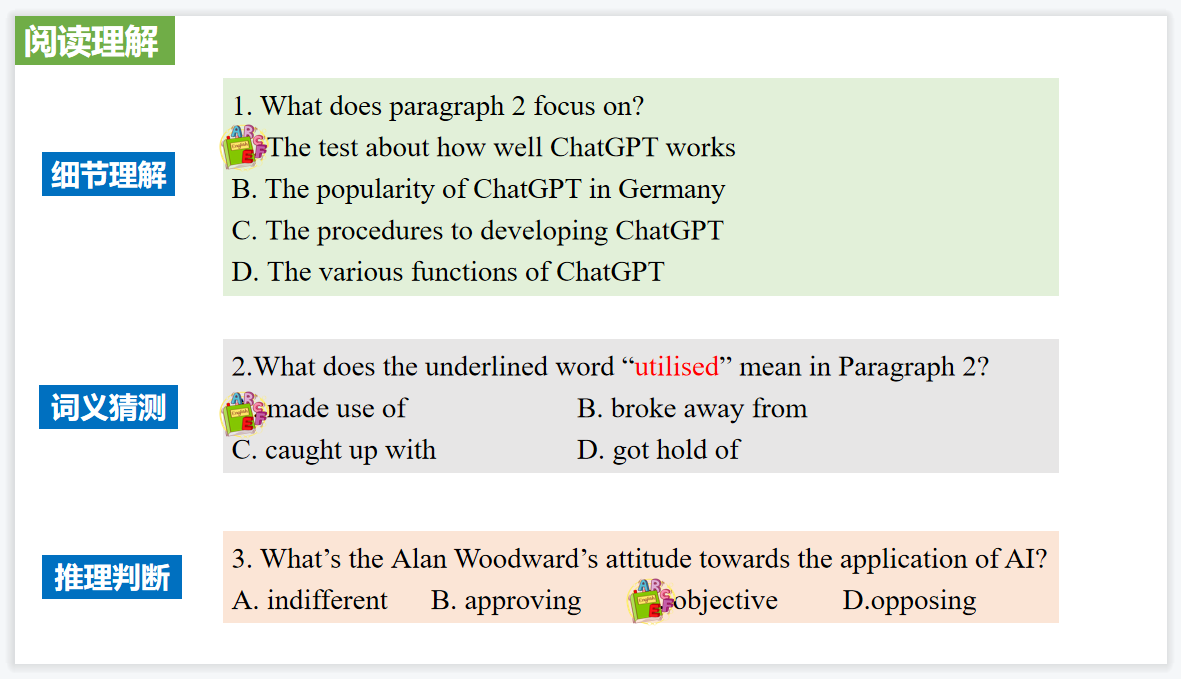 阅读理解
细节理解
1. What does paragraph 2 focus on?
The test about how well ChatGPT works
B. The popularity of ChatGPT in Germany
C. The procedures to developing ChatGPT
D. The various functions of ChatGPT
词义猜测
2.What does the underlined word “utilised” mean in Paragraph 2?
made use of B. broke away from
C. caught up with D. got hold of
推理判断
3. What’s the Alan Woodward’s attitude towards the application of AI?
A. indifferent B. approving objective D.opposing